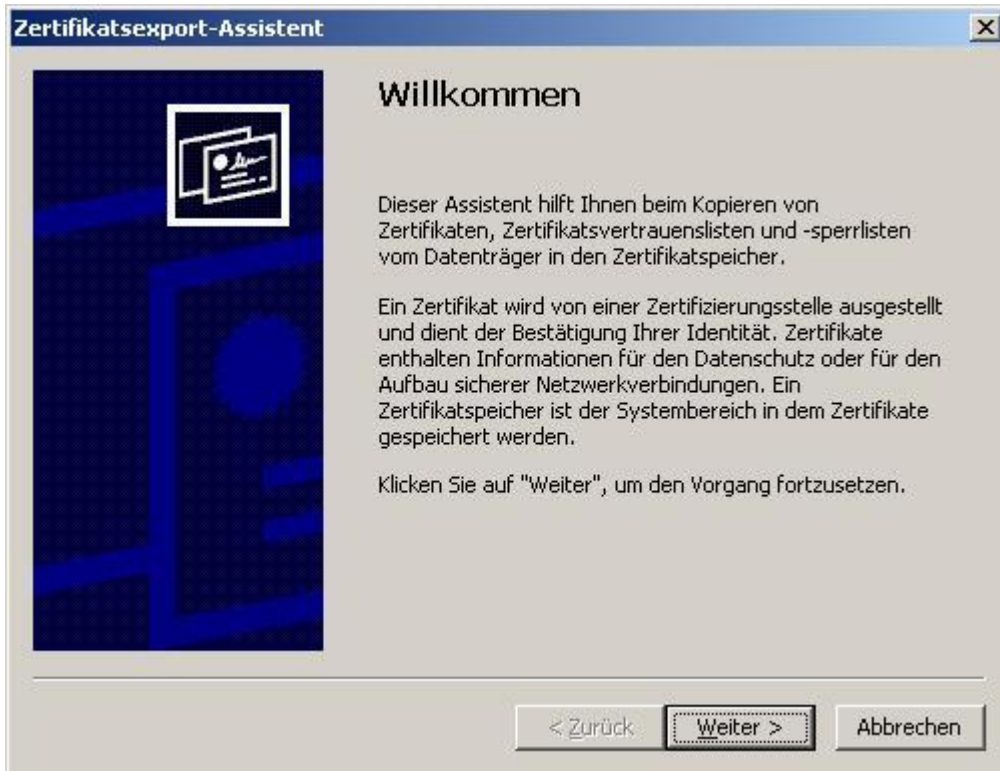 Zertifikatsexport-Assistent
Willkommen
Dieser Assistent hilft Ihnen beim Kopieren von
Zertifikaten, Zertifikatsvertrauenslisten und -sperrlisten
vom Datenträger in den Zertifikatspeicher.
Ein Zertifikat wird von einer Zertifizierungsstelle ausgestellt
und dient der Bestätigung Ihrer Identität. Zertifikate
enthalten Informationen für den Datenschutz oder für den
Aufbau sicherer Netzwerkverbindungen. Ein
Zertifikatspeicher ist der Systembereich in dem Zertifikate
gespeichert werden.
Klicken Sie auf "Weiter", um den Vorgang fortzusetzen.
< Zurück Weiter > Abbrechen